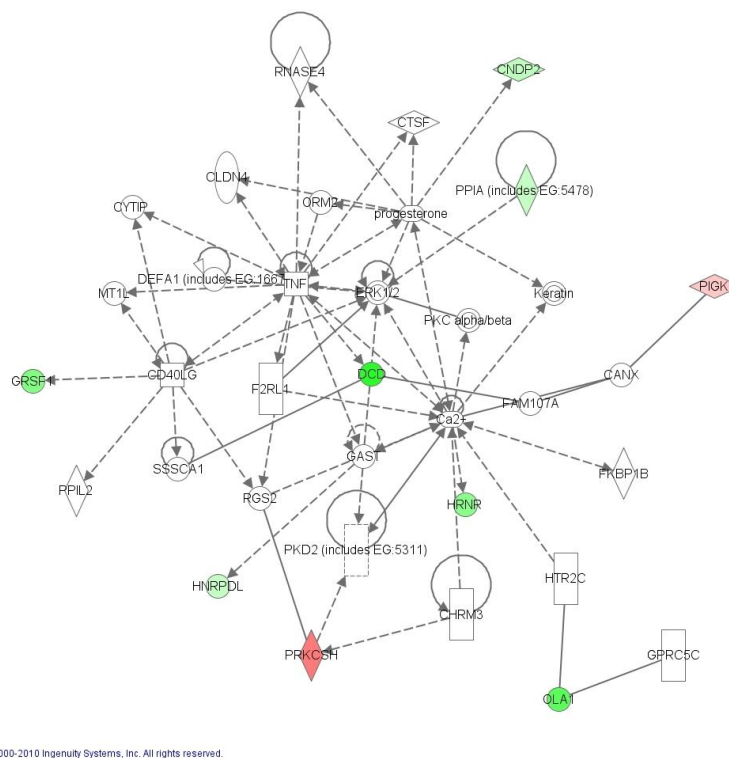 RNASE4
CNDP2
CTSF
CLDN4
PPIA (includes EG:5478)
CYTIP
ORM2
progesterone
DEFA1 (includes EG:1667
TNF
ERK1/2
Keratin
PIGK
MT1L
PKC alpha/beta
GRSF1
CD40LG
F2RL1
DCD
CANX
FAM107A
Ca2+
SSSCA1
GAST
FKBP1B
PPIL2
RGS2
HRNR
PKD2 (includes EG:5311)
HNRPDL
HTR2C
CHRM3
PRKCSH
GPRC5C
OLA1
000-2010 Ingenuity Systems, Inc. All rights reserved.